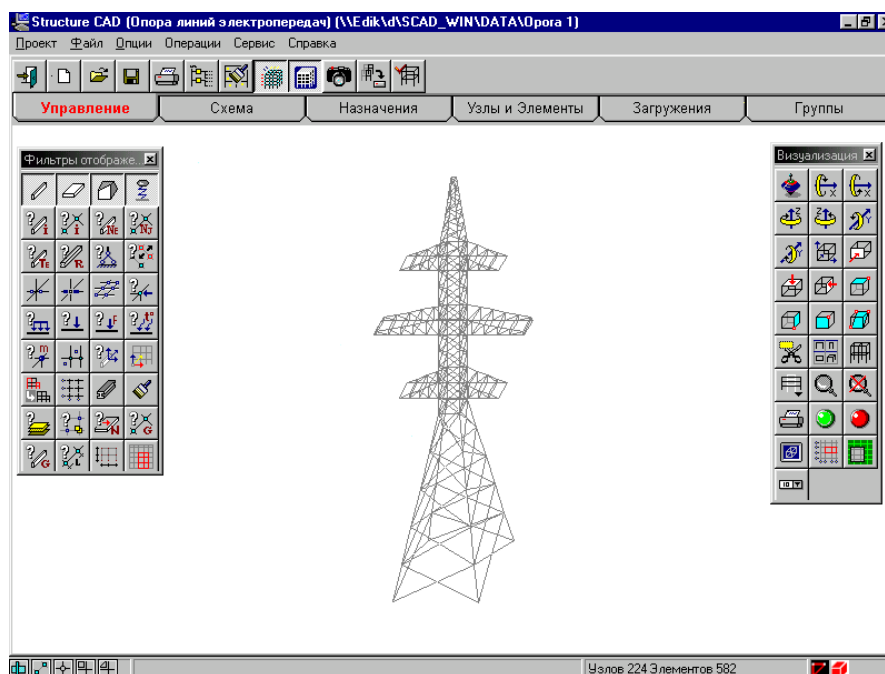 Structure CAD (Опора линий электропередач) (\\Edik\d\SCAD_WIN\DATA\Opora 1)
Проект Файл Опции Операции Сервис Справка
Управление Схема Назначения Узлы и Элементы Загружения Группы
Фильтры отображе..
Визуализация
Узлов 224 Элементов 582